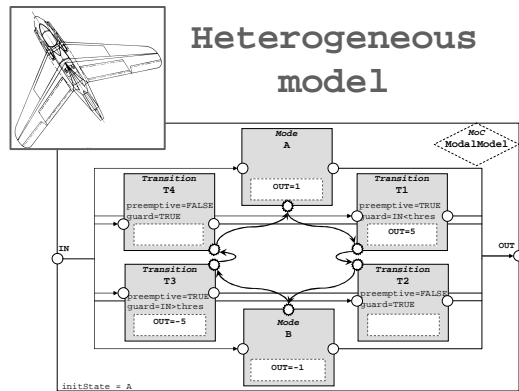 Heterogeneous
model
MoC
ModalModel
Mode
A
OUT=1
Transition
T4
preemptive=FALSE
guard=TRUE
Transition
T1
preemptive=TRUE
guard=IN<thres
OUT=5
IN
OUT
Transition
T3
preemptive=TRUE
guard=IN>thres
OUT=-5
Transition
T2
preemptive=FALSE
guard=TRUE
Mode
B
OUT=-1
initState = A